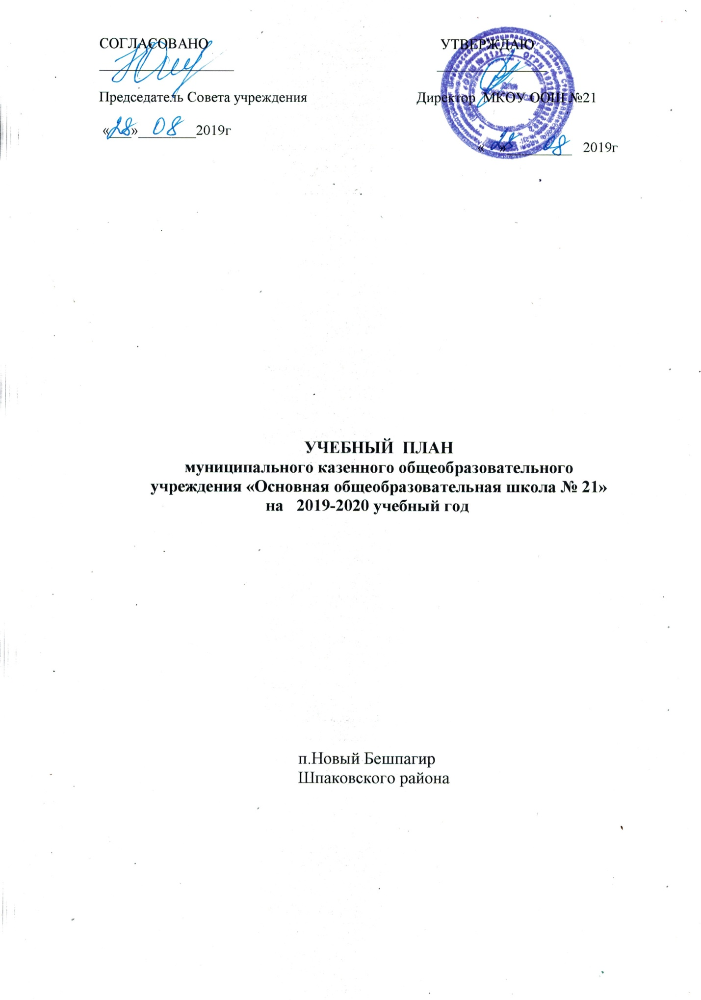 СОГЛАСОВАНО
УТВЕРЖДАЮ
Председатель Совета учреждения
Директор МКОУ ООШ №21
«28» 08 2019г
«28» 08 2019г
УЧЕБНЫЙ ПЛАН
муниципального казенного общеобразовательного
учреждения «Основная общеобразовательная школа № 21»
на 2019-2020 учебный год
п.Новый Бешпагир
Шпаковского района